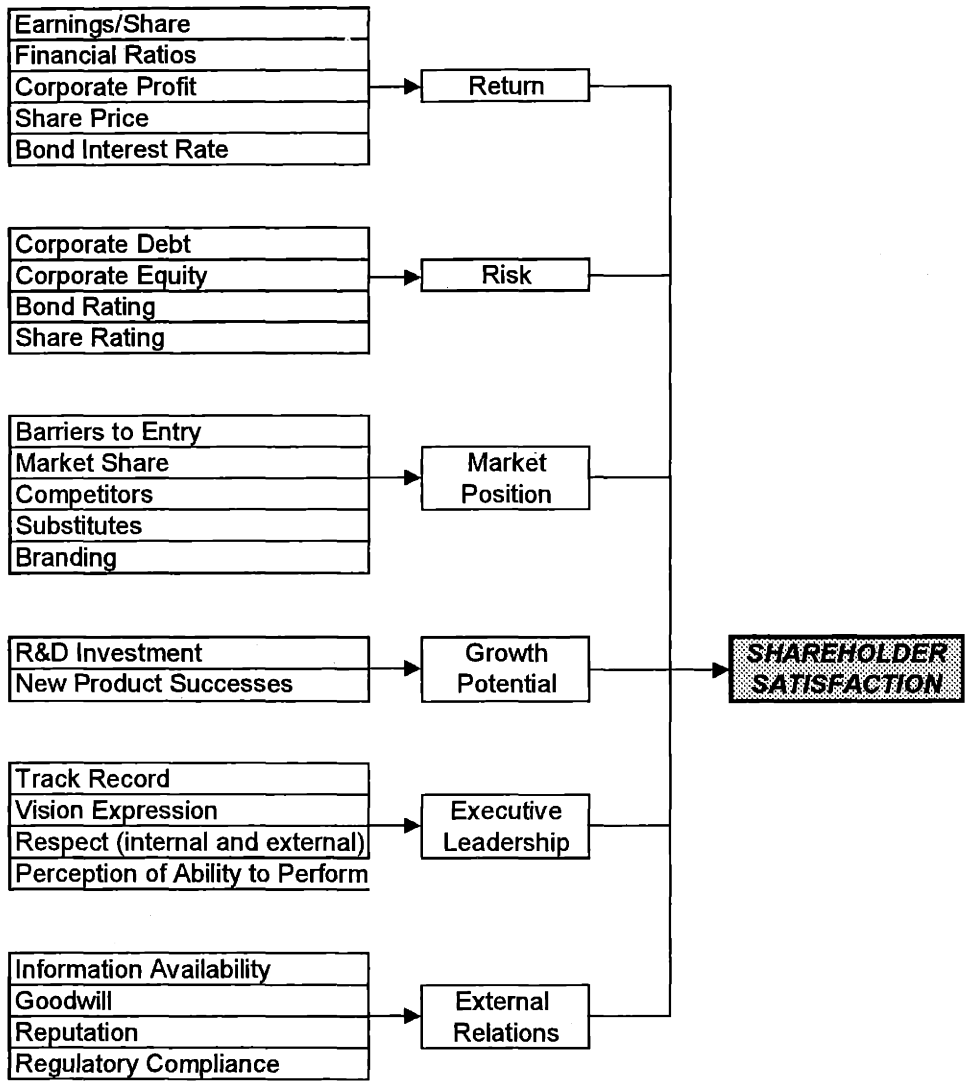 Earnings/Share
Financial Ratios
Corporate Profit
Share Price
Bond Interest Rate
Return
Corporate Debt
Corporate Equity
Bond Rating
Share Rating
Risk
Barriers to Entry
Market Share
Competitors
Substitutes
Branding
Market
Position
R&D Investment
New Product Successes
Growth
Potential
SHAREHOLDER
SATISFACTION
Track Record
Vision Expression
Respect (internal and external)
Perception of Ability to Perform
Executive
Leadership
Information Availability
Goodwill
Reputation
Regulatory Compliance
External
Relations